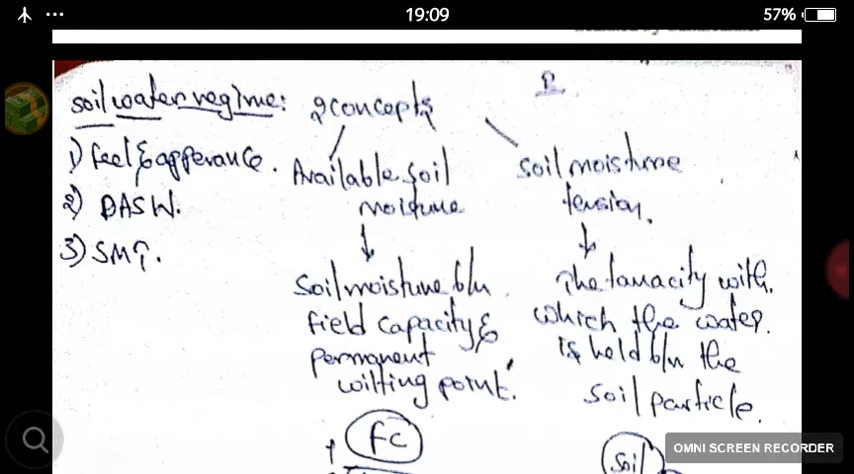 19:09
57%
soil water regime: 2 concepts
1) feel & apperance.
2) DASW.
3) SMT.
Available soil
moisture
soil moisture b/n
field capacity &
permanent
wilting point.
soil moisture
tension.
The tanacity with
which the water
is held b/n the
soil particle.
FC
soil
OMNI SCREEN RECORDER